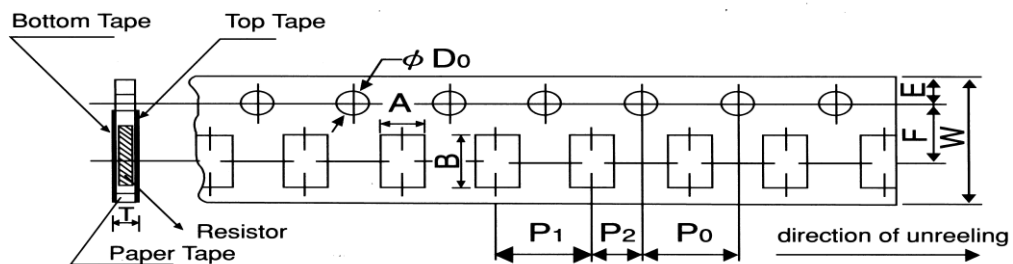 Bottom Tape
Top Tape
ϕ D0
A
B
E
F
W
T
Resistor
Paper Tape
P1
P2
P0
direction of unreeling